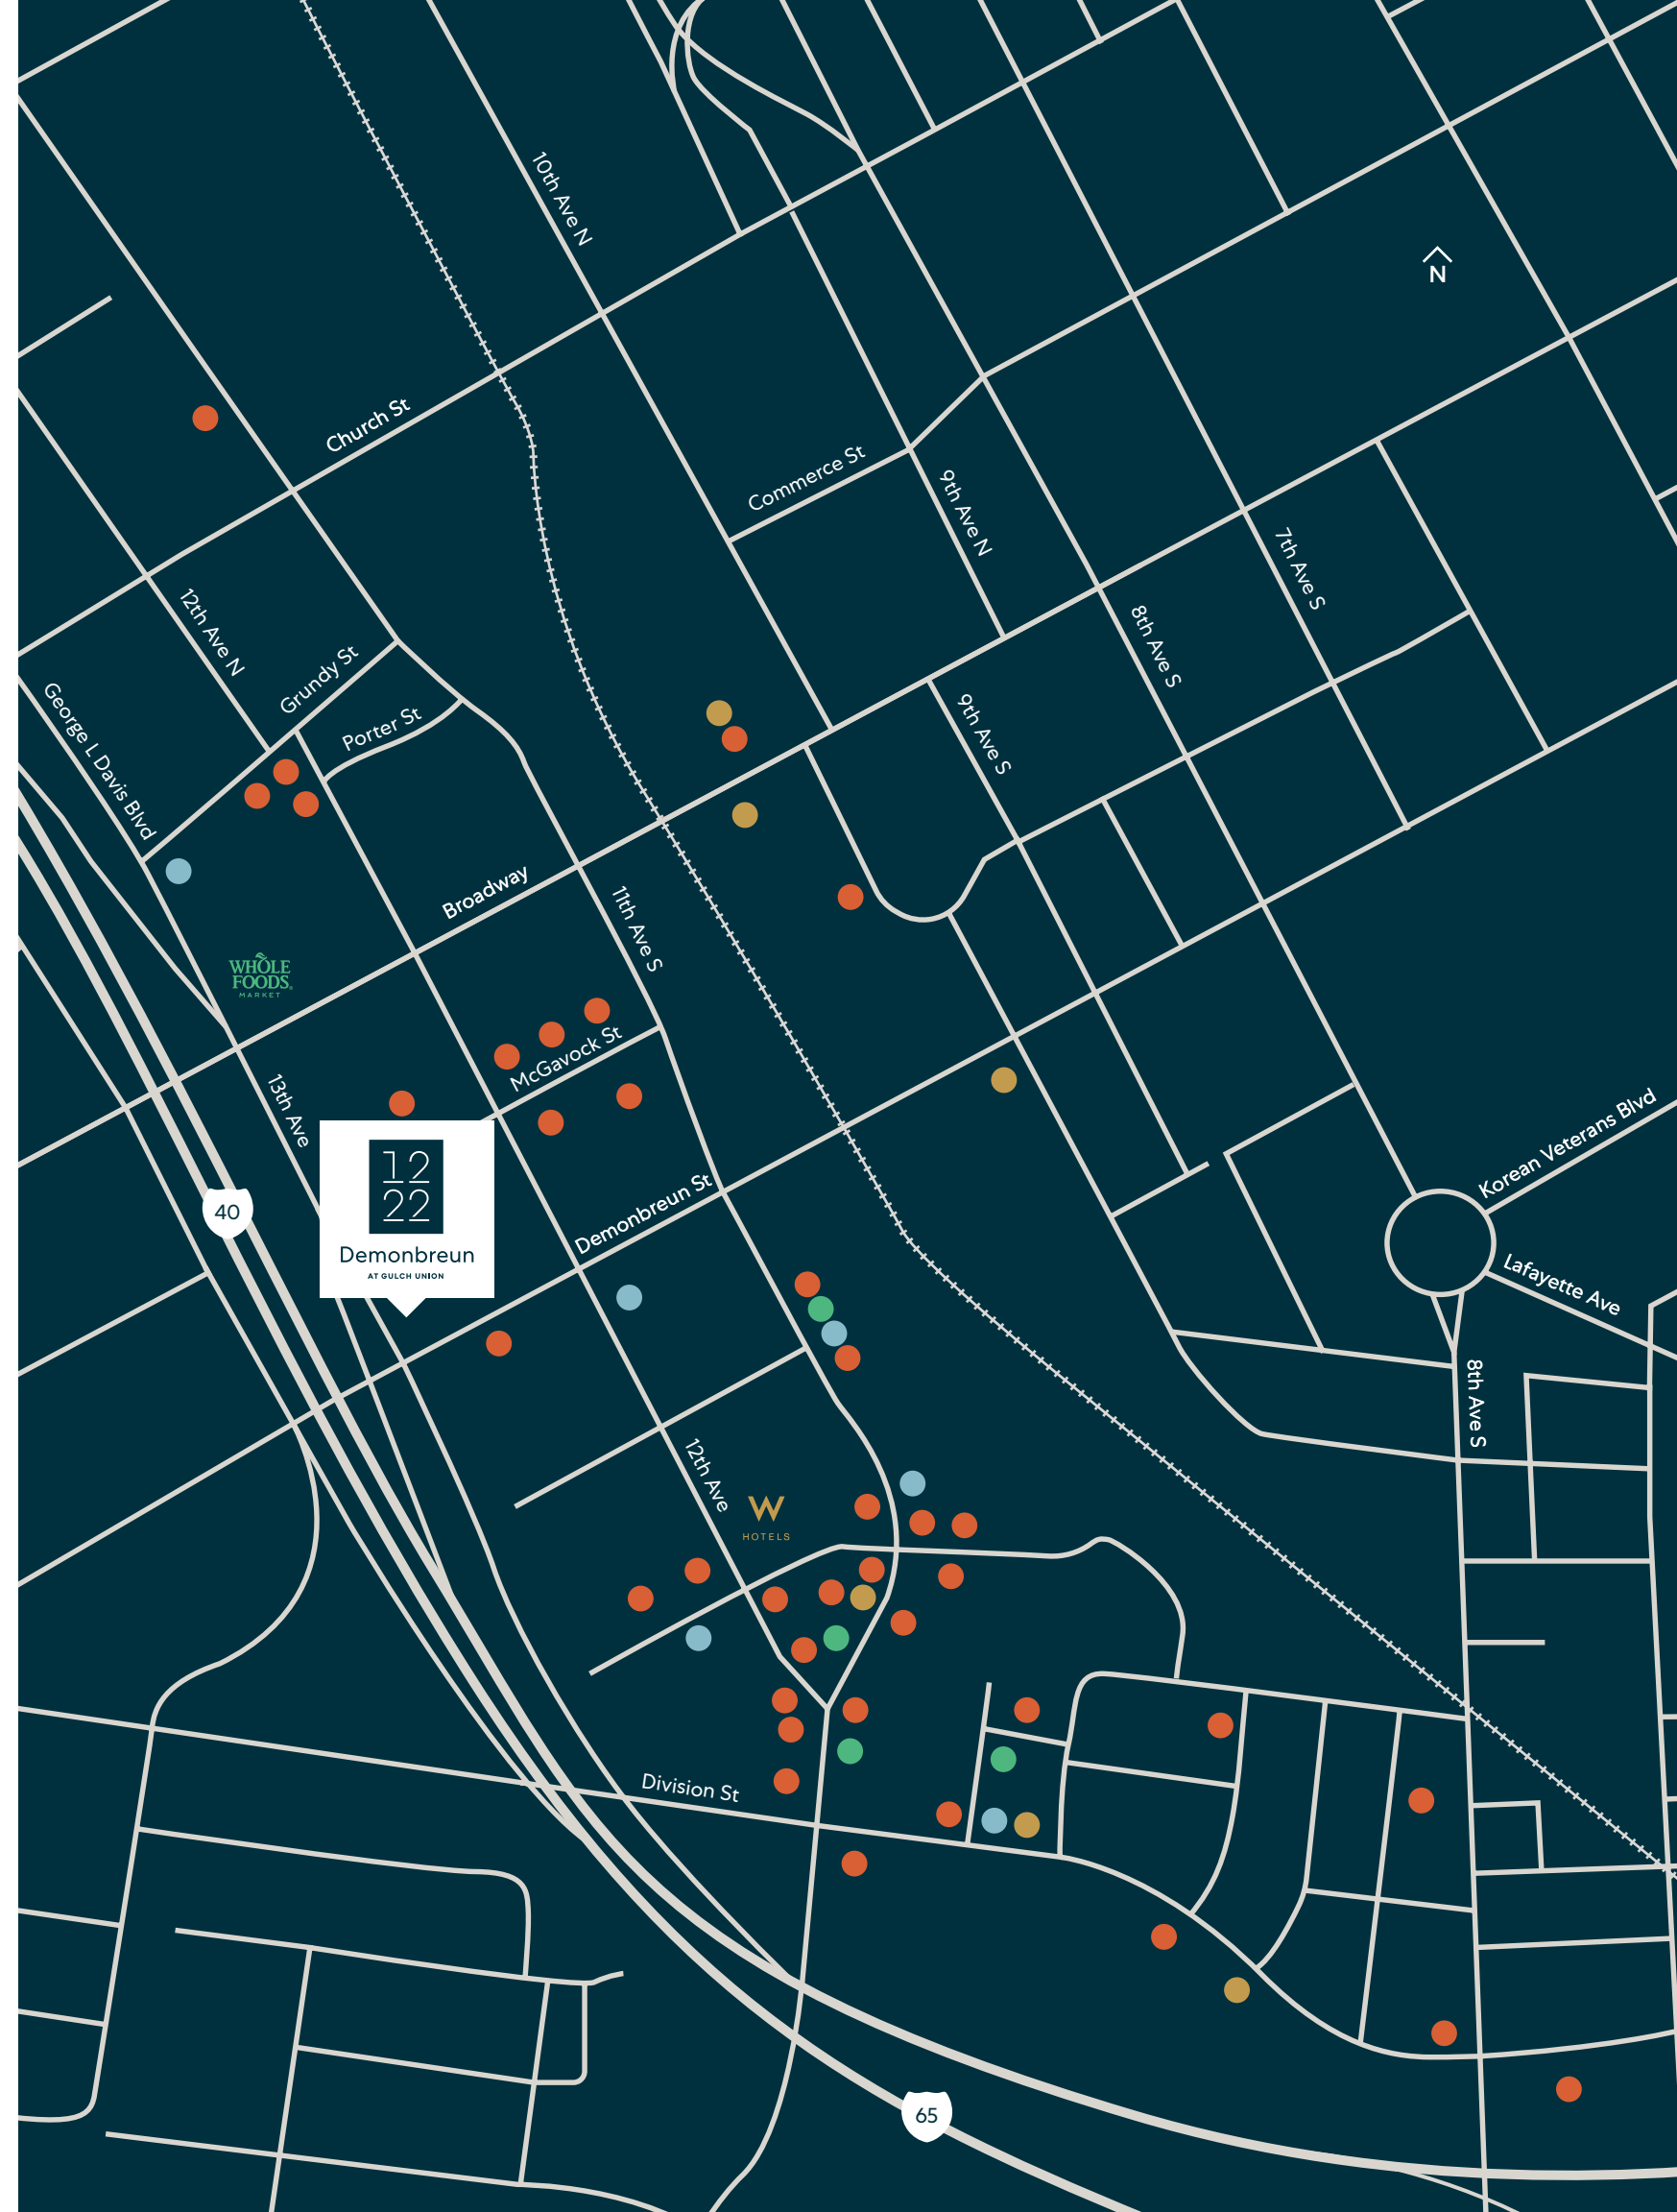 10th Ave N
N
Church St
Commerce St
9th Ave N
7th Ave S
12th Ave N
8th Ave S
Grundy St
George L Davis Blvd
Porter St
9th Ave S
Broadway
11th Ave S
WHOLE
FOODS
MARKET
McGavock St
13th Ave
Korean Veterans Blvd
12
22
Demonbreun
AT GULCH UNION
40
Demonbreun St
Lafayette Ave
8th Ave S
12th Ave
W
HOTELS
Division St
65